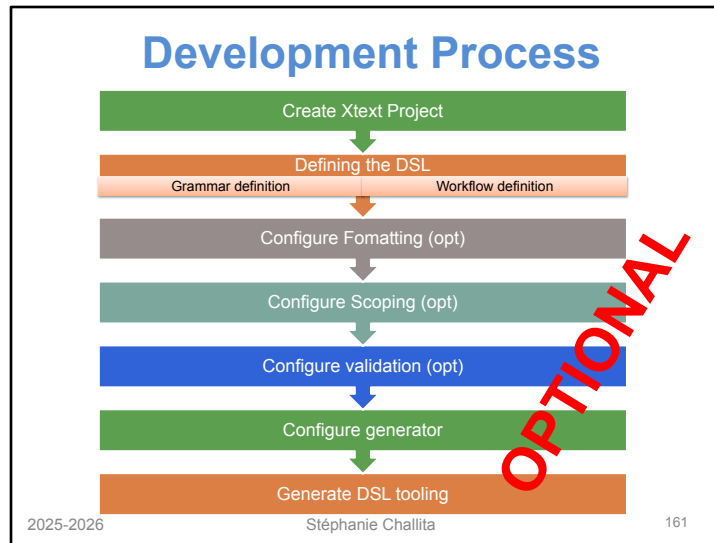 Development Process
Create Xtext Project
Defining the DSL
Grammar definition
Workflow definition
Configure Fomatting (opt)
Configure Scoping (opt)
Configure validation (opt)
Configure generator
Generate DSL tooling
OPTIONAL
2025-2026
Stéphanie Challita
161